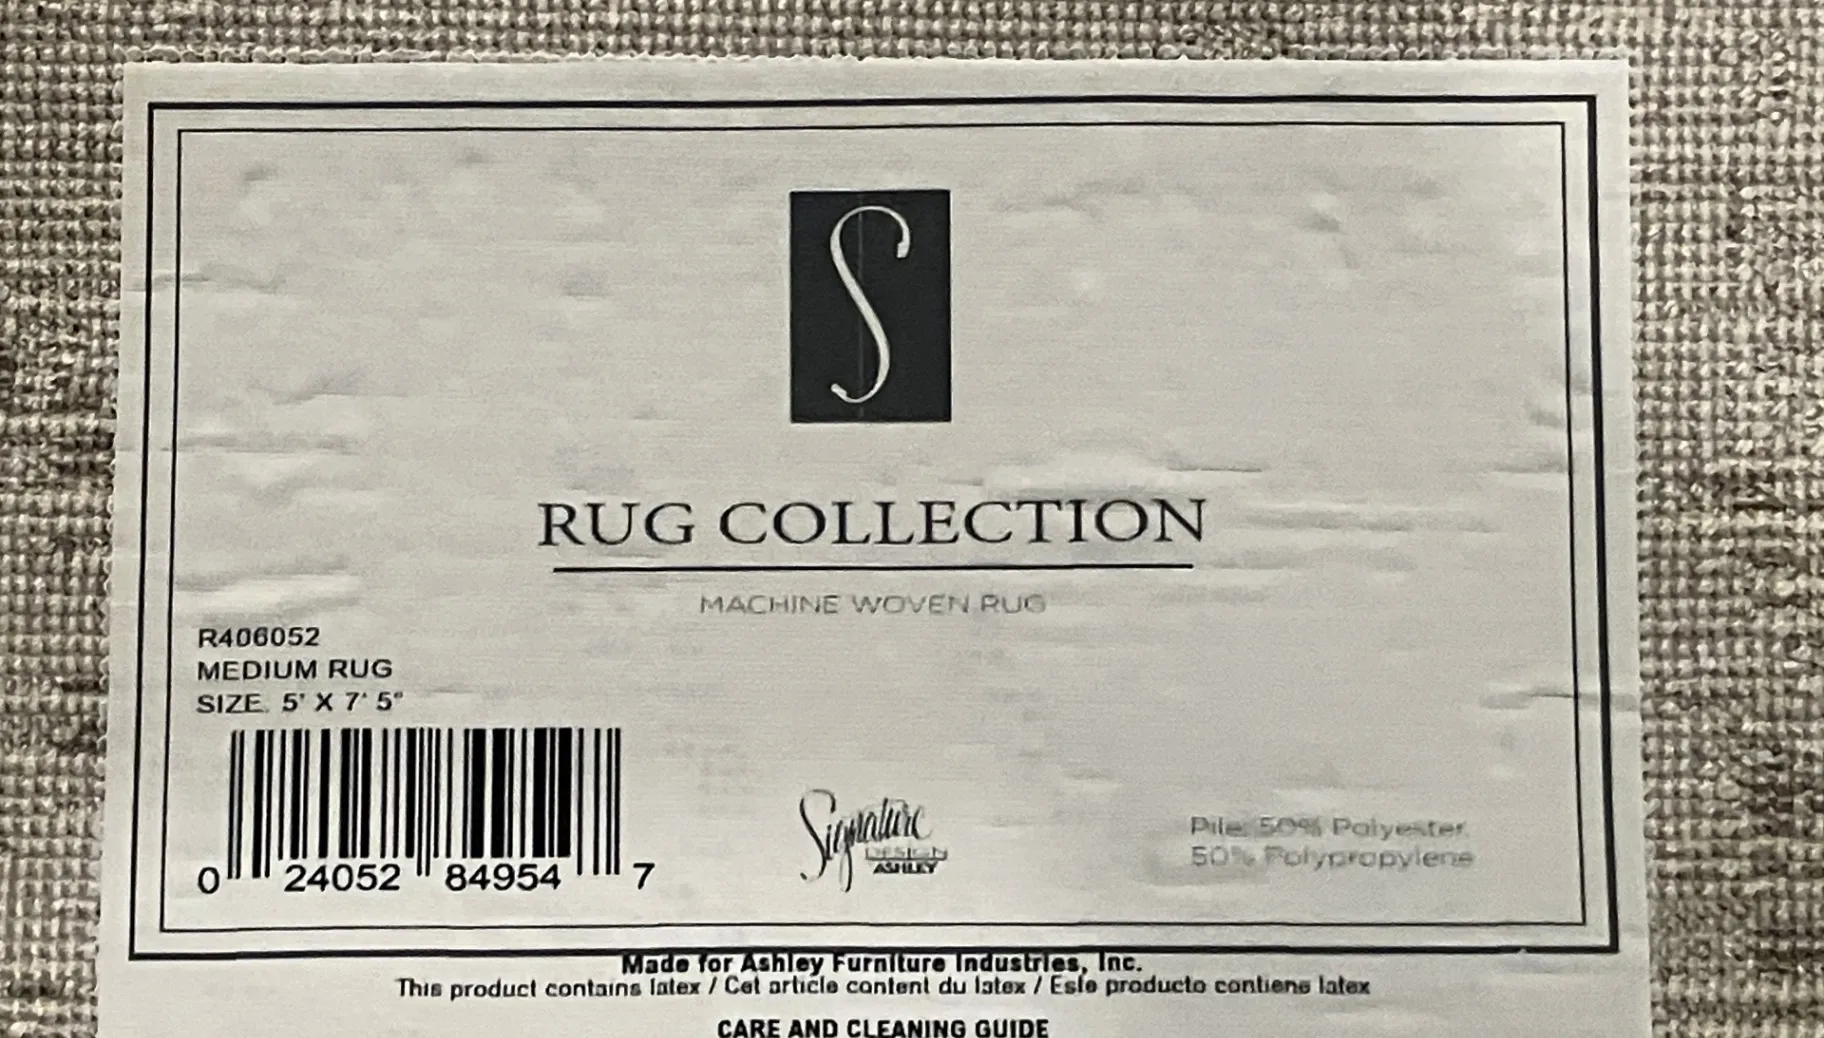 S
RUG COLLECTION
MACHINE WOVEN RUG
R406052
MEDIUM RUG
SIZE. 5' X 7' 5"
0 24052 84954 7
Signature
DESIGN
ASHLEY
Pile: 50% Polyester,
50% Polypropylene
Made for Ashley Furniture Industries, Inc.
This product contains latex / Cet article content du latex / Este producto contiene latex
CARE AND CLEANING GUIDE